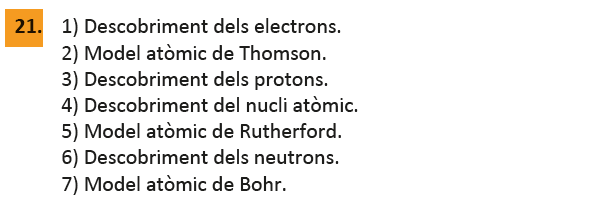 21. 1) Descobriment dels electrons.
2) Model atòmic de Thomson.
3) Descobriment dels protons.
4) Descobriment del nucli atòmic.
5) Model atòmic de Rutherford.
6) Descobriment dels neutrons.
7) Model atòmic de Bohr.